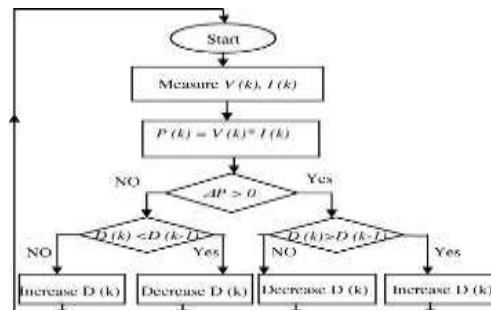 Start
Measure V(k), I(k)
P(k) = V(k)* I(k)
NO
Yes
ΔP > 0
D(k)<D(k-1)
D(k)>D(k-1)
NO
Yes
NO
Yes
Increase D (k)
Decrease D (k)
Decrease D (k)
Increase D (k)